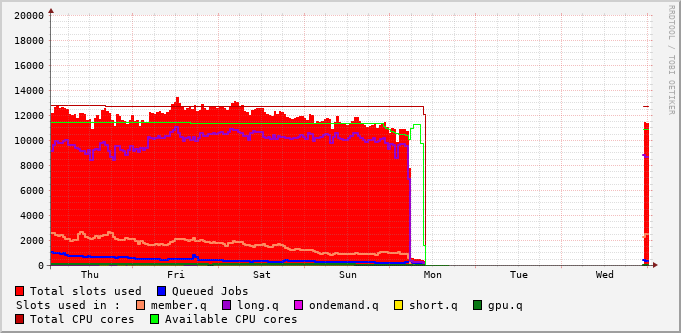 RRDTOOL / TOBI OETIKER
20000
18000
16000
14000
12000
10000
8000
6000
4000
2000
0
Thu Fri Sat Sun Mon Tue Wed
Total slots used Queued Jobs
Slots used in : member.q long.q ondemand.q short.q gpu.q
Total CPU cores Available CPU cores